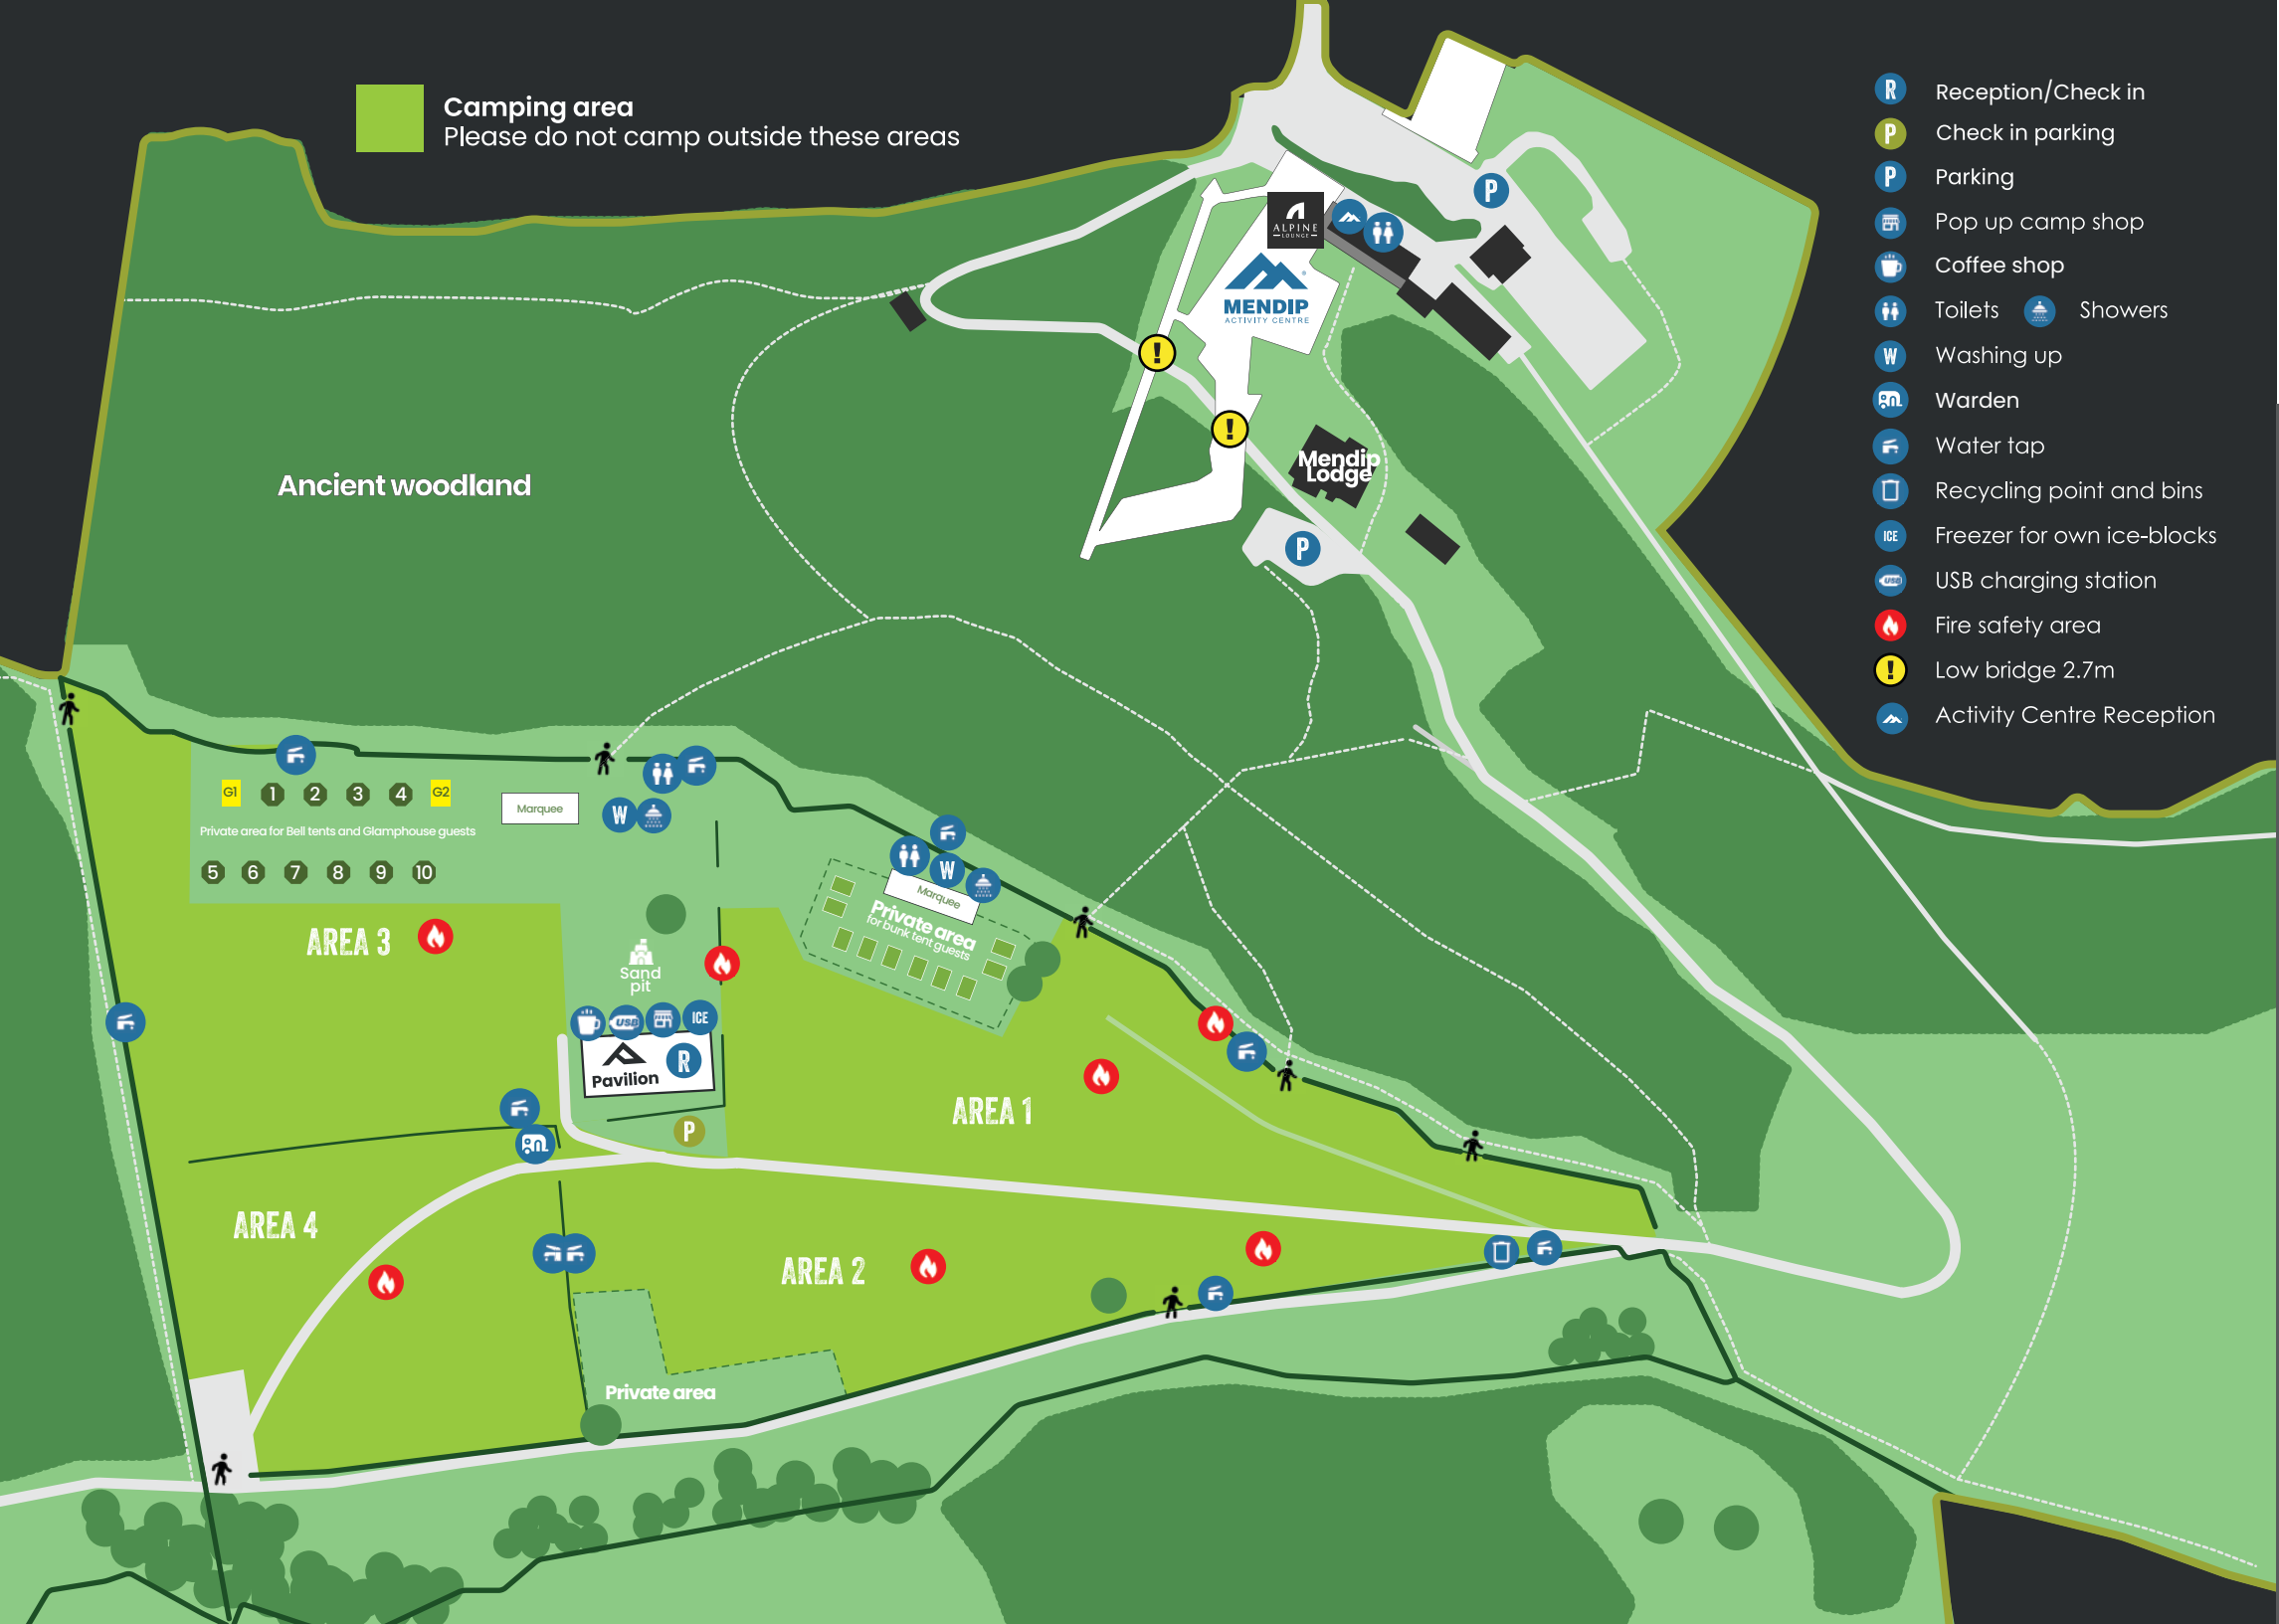 Camping area
Please do not camp outside these areas
R Reception/Check in
P Check in parking
P Parking
Pop up camp shop
Coffee shop
Toilets Showers
W Washing up
Warden
Water tap
Recycling point and bins
ICE Freezer for own ice-blocks
USB USB charging station
Fire safety area
! Low bridge 2.7m
Activity Centre Reception
P
ALPINE
LOUNGE
MENDIP
ACTIVITY CENTRE
!
!
Mendip
Lodge
P
Ancient woodland
G1 1 2 3 4 G2
Private area for Bell tents and Glamphouse guests
5 6 7 8 9 10
Marquee
W
W
Marquee
Private area
for bunk tent guests
AREA 3
Sand
pit
USB ICE
Pavilion R
P
AREA 1
AREA 4
AREA 2
Private area